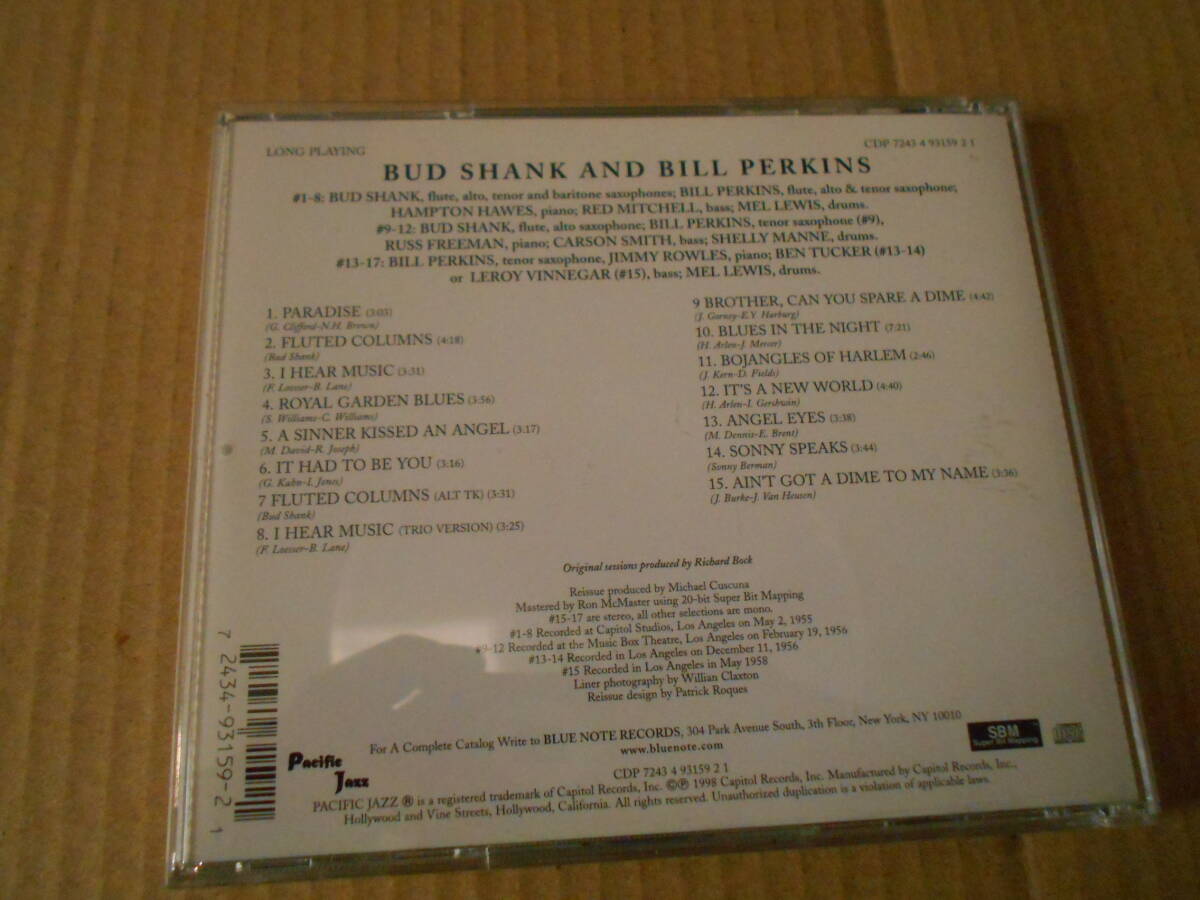 LONG PLAYING
CDP 7243 4 93159 2 1
BUD SHANK AND BILL PERKINS
#1-8: BUD SHANK, flute, alto, tenor and baritone saxophones; BILL PERKINS, flute, alto & tenor saxophone;
HAMPTON HAWES, piano; RED MITCHELL, bass; MEL LEWIS, drums.
#9-12: BUD SHANK, flute, alto saxophone; BILL PERKINS, tenor saxophone (#9),
RUSS FREEMAN, piano; CARSON SMITH, bass; SHELLY MANNE, drums.
#13-17: BILL PERKINS, tenor saxophone, JIMMY ROWLES, piano; BEN TUCKER (#13-14)
or LEROY VINNEGAR (#15), bass; MEL LEWIS, drums.
1. PARADISE (3:03)
(G. Clifford-N.H. Brown)
2. FLUTED COLUMNS (4:18)
(Bud Shank)
3. I HEAR MUSIC (3:31)
(F. Loesser-B. Lane)
4. ROYAL GARDEN BLUES (3:56)
(S. Williams-C. Williams)
5. A SINNER KISSED AN ANGEL (3:17)
(M. David-R. Joseph)
6. IT HAD TO BE YOU (3:16)
(G. Kahn-I. Jones)
7 FLUTED COLUMNS (ALT TK) (3:31)
(Bud Shank)
8. I HEAR MUSIC (TRIO VERSION) (3:25)
(F. Loesser-B. Lane)
9 BROTHER, CAN YOU SPARE A DIME (4:42)
(J. Gorney-E.Y. Harburg)
10. BLUES IN THE NIGHT (7:21)
(H. Arlen-J. Mercer)
11. BOJANGLES OF HARLEM (2:46)
(J. Kern-D. Fields)
12. IT'S A NEW WORLD (4:40)
(H. Arlen-I. Gershwin)
13. ANGEL EYES (3:38)
(M. Dennis-E. Brent)
14. SONNY SPEAKS (3:44)
(Sonny Berman)
15. AIN'T GOT A DIME TO MY NAME (3:36)
(J. Burke-J. Van Heusen)
Original sessions produced by Richard Bock
Reissue produced by Michael Cuscuna
Mastered by Ron McMaster using 20-bit Super Bit Mapping
#15-17 are stereo, all other selections are mono.
#1-8 Recorded at Capitol Studios, Los Angeles on May 2, 1955
#9-12 Recorded at the Music Box Theatre, Los Angeles on February 19, 1956
#13-14 Recorded in Los Angeles on December 11, 1956
#15 Recorded in Los Angeles in May 1958
Liner photography by Willian Claxton
Reissue design by Patrick Roques
7 2434-93159-2 1
Pacific
Jazz
For A Complete Catalog Write to BLUE NOTE RECORDS, 304 Park Avenue South, 3th Floor, New York, NY 10010
www.bluenote.com
SBM
Super Bit Mapping
CDP 7243 4 93159 2 1
PACIFIC JAZZ ® is a registered trademark of Capitol Records, Inc. ©℗ 1998 Capitol Records, Inc. Manufactured by Capitol Records, Inc.,
Hollywood and Vine Streets, Hollywood, California. All rights reserved. Unauthorized duplication is a violation of applicable laws.